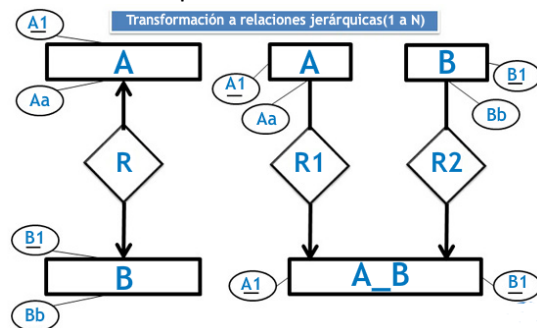 Transformación a relaciones jerárquicas(1 a N)
A1
A
Aa
R
B1
B
Bb
A
A1
Aa
R1
B
B1
Bb
R2
A_B
A1
B1